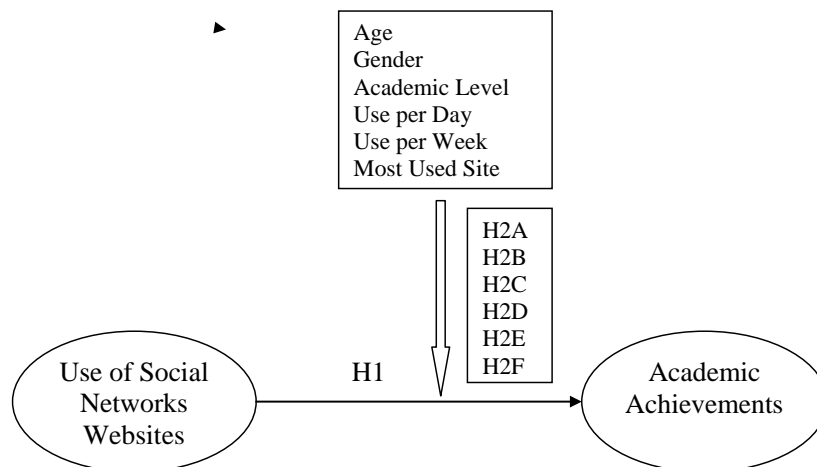 Age
Gender
Academic Level
Use per Day
Use per Week
Most Used Site
H2A
H2B
H2C
H2D
H2E
H2F
Use of Social
Networks
Websites
H1
Academic
Achievements